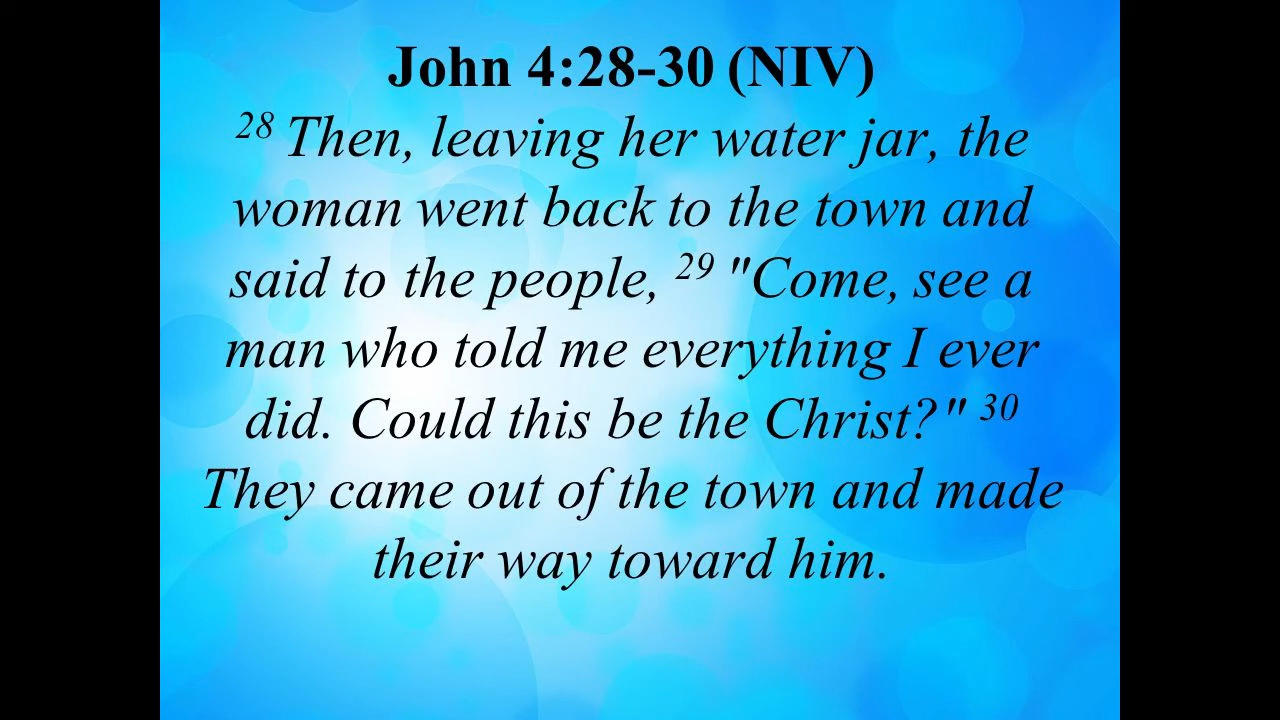 John 4:28-30 (NIV)
28 Then, leaving her water jar, the
woman went back to the town and
said to the people, 29 "Come, see a
man who told me everything I ever
did. Could this be the Christ?" 30
They came out of the town and made
their way toward him.